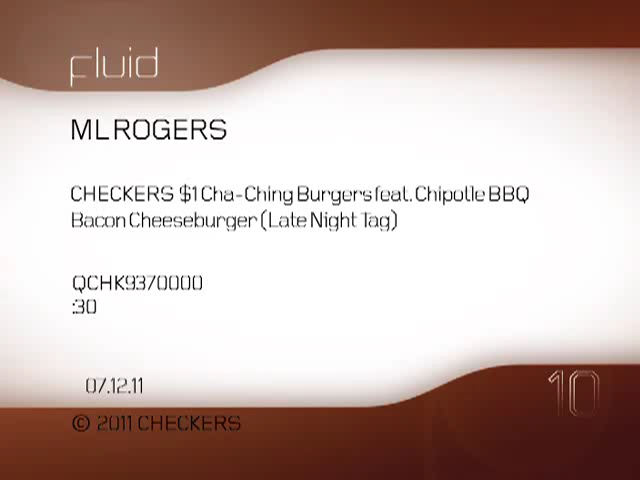 fluid
ML ROGERS
CHECKERS $1 Cha-Ching Burgers feat. Chipotle BBQ
Bacon Cheeseburger (Late Night Tag)
QCHK9370000
:30
07.12.11
10
© 2011 CHECKERS